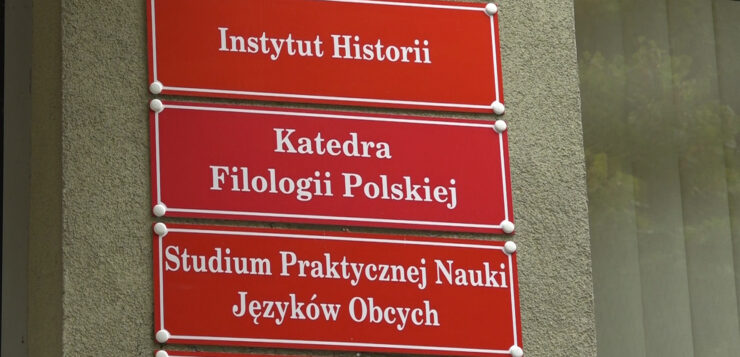 Instytut Historii
Katedra
Filologii Polskiej
Studium Praktycznej Nauki
Języków Obcych